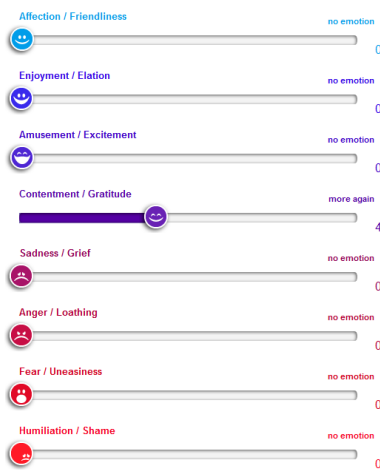 Affection / Friendliness
no emotion
0
Enjoyment / Elation
no emotion
0
Amusement / Excitement
no emotion
0
Contentment / Gratitude
more again
4
Sadness / Grief
no emotion
0
Anger / Loathing
no emotion
0
Fear / Uneasiness
no emotion
0
Humiliation / Shame
no emotion
0